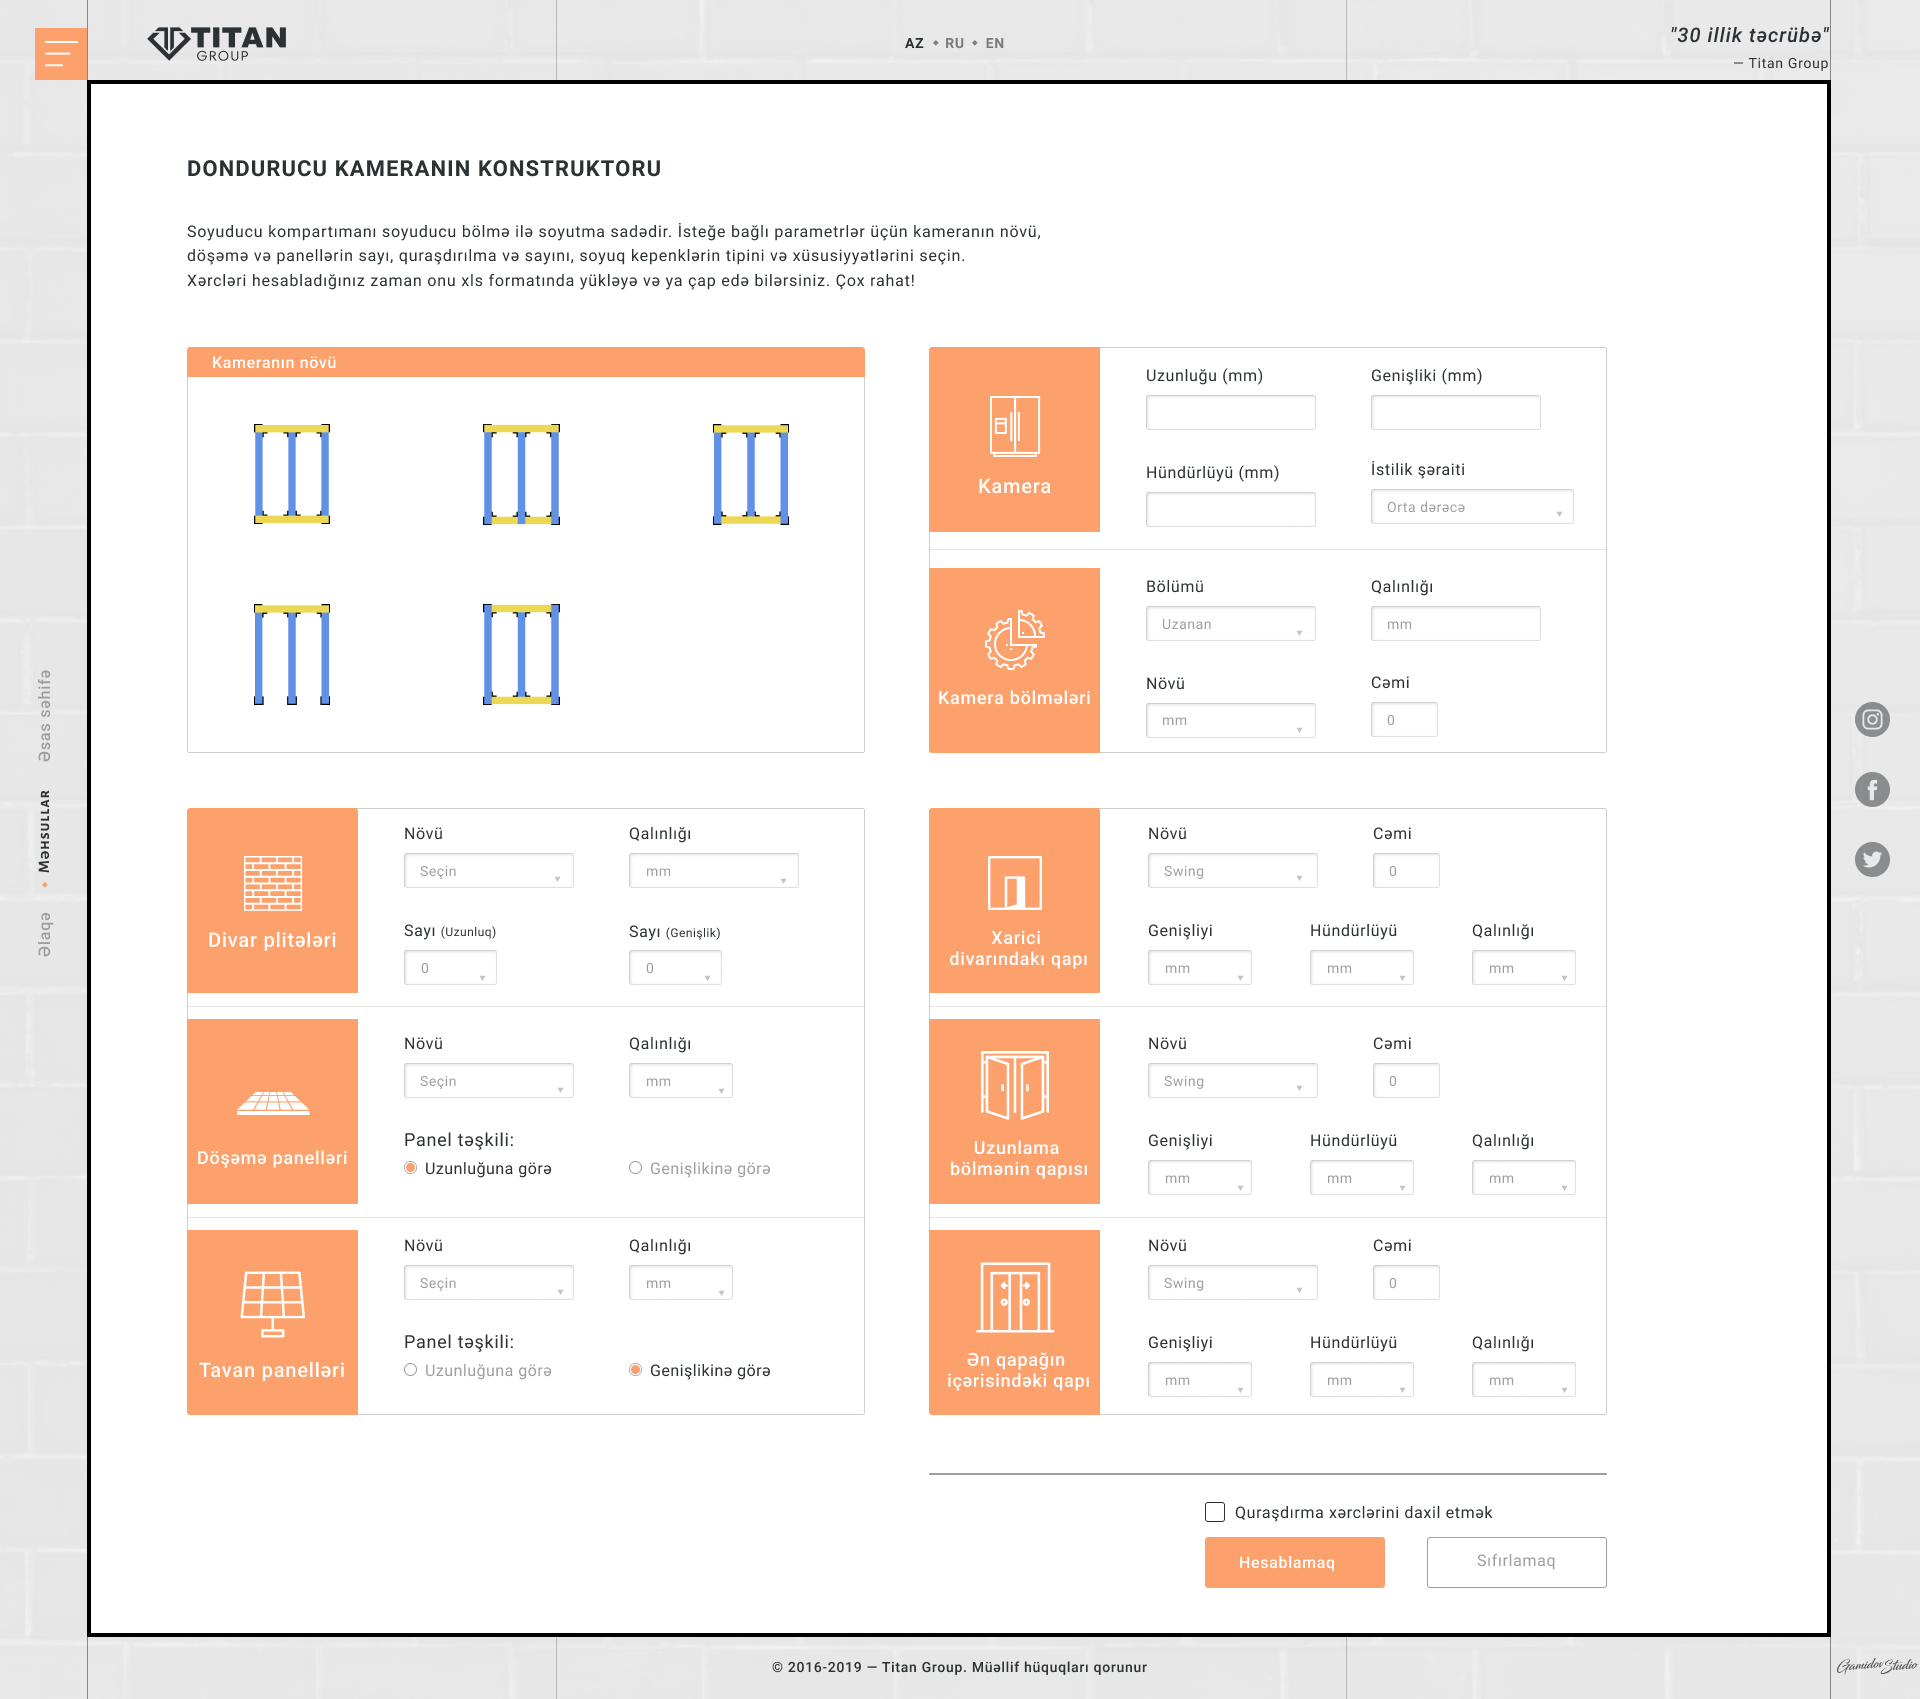 TITAN
GROUP
AZ RU EN
"30 illik təcrübə"
— Titan Group
DONDURUCU KAMERANIN KONSTRUKTORU
Soyuducu kompartımanı soyuducu bölmə ilə soyutma sadədir. İsteğe bağlı parametrlər üçün kameranın növü,
döşəmə və panellərin sayı, quraşdırılma və sayını, soyuq kepenklərin tipini və xüsusiyyətlərini seçin.
Xərcləri hesabladığınız zaman onu xls formatında yükləyə və ya çap edə bilərsiniz. Çox rahat!
Kameranın növü
Kamera
Uzunluğu (mm)
Genişliki (mm)
Hündürlüyü (mm)
İstilik şəraiti
Orta dərəcə
Kamera bölmələri
Bölümü
Qalınlığı
Uzanan
mm
Növü
Cəmi
mm
0
Divar plitələri
Növü
Qalınlığı
Seçin
mm
Sayı (Uzunluq)
Sayı (Genişlik)
0
0
Döşəmə panelləri
Növü
Qalınlığı
Seçin
mm
Panel təşkili:
Uzunluğuna görə
Genişlikinə görə
Tavan panelləri
Növü
Qalınlığı
Seçin
mm
Panel təşkili:
Uzunluğuna görə
Genişlikinə görə
Xarici
divarındakı qapı
Növü
Cəmi
Swing
0
Genişliyi
Hündürlüyü
Qalınlığı
mm
mm
mm
Uzunlama
bölmənin qapısı
Növü
Cəmi
Swing
0
Genişliyi
Hündürlüyü
Qalınlığı
mm
mm
mm
Ən qapağın
içərisindəki qapı
Növü
Cəmi
Swing
0
Genişliyi
Hündürlüyü
Qalınlığı
mm
mm
mm
Quraşdırma xərclərini daxil etmək
Hesablamaq
Sıfırlamaq
Əsas səhifə
Məhsullar
Əlaqə
© 2016-2019 — Titan Group. Müəllif hüquqları qorunur
Gamidov Studio